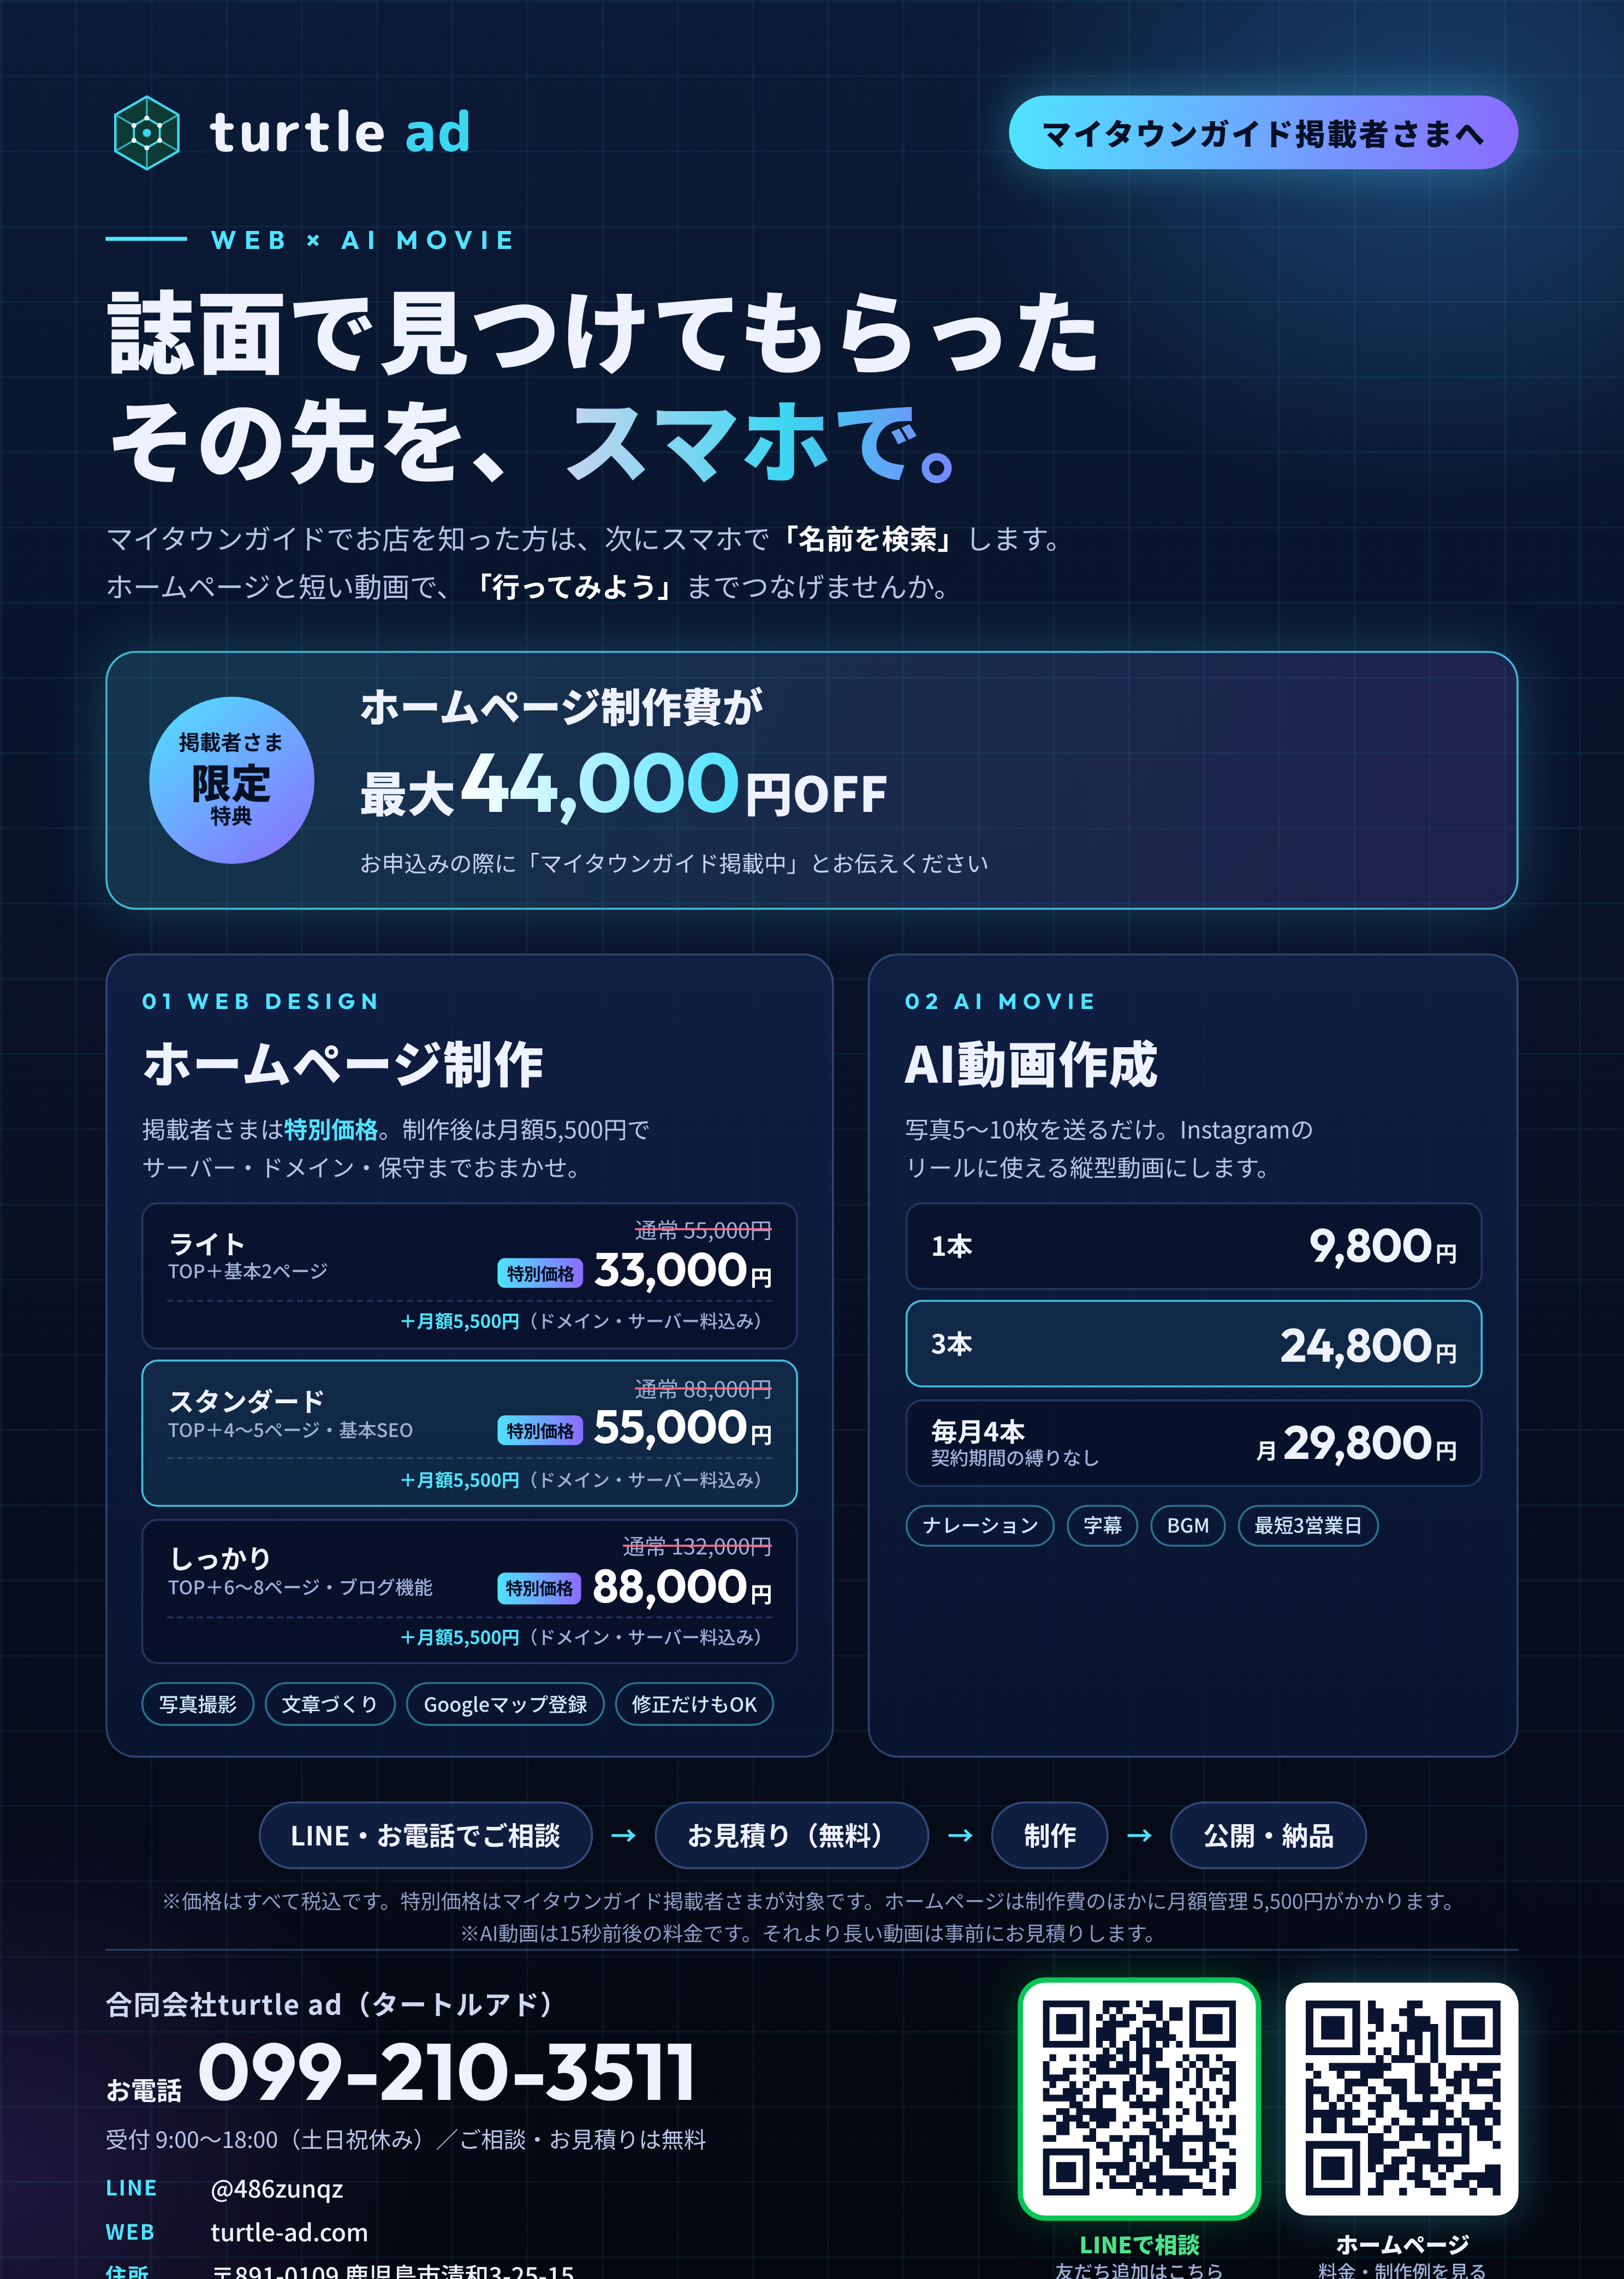 turtle ad
マイタウンガイド掲載者さまへ
WEB × AI MOVIE
誌面で見つけてもらった
その先を、スマホで。
マイタウンガイドでお店を知った方は、次にスマホで「名前を検索」します。
ホームページと短い動画で、「行ってみよう」までつなげませんか。
掲載者さま
限定
特典
ホームページ制作費が
最大44,000円OFF
お申込みの際に「マイタウンガイド掲載中」とお伝えください
01 WEB DESIGN
ホームページ制作
掲載者さまは特別価格。制作後は月額5,500円で
サーバー・ドメイン・保守までおまかせ。
ライト
TOP＋基本2ページ
通常 55,000円
特別価格 33,000円
＋月額5,500円（ドメイン・サーバー料込み）
スタンダード
TOP＋4〜5ページ・基本SEO
通常 88,000円
特別価格 55,000円
＋月額5,500円（ドメイン・サーバー料込み）
しっかり
TOP＋6〜8ページ・ブログ機能
通常 132,000円
特別価格 88,000円
＋月額5,500円（ドメイン・サーバー料込み）
写真撮影 文章づくり Googleマップ登録 修正だけもOK
02 AI MOVIE
AI動画作成
写真5〜10枚を送るだけ。Instagramの
リールに使える縦型動画にします。
1本 9,800円
3本 24,800円
毎月4本
契約期間の縛りなし
月29,800円
ナレーション 字幕 BGM 最短3営業日
LINE・お電話でご相談 → お見積り（無料） → 制作 → 公開・納品
※価格はすべて税込です。特別価格はマイタウンガイド掲載者さまが対象です。ホームページは制作費のほかに月額管理 5,500円がかかります。
※AI動画は15秒前後の料金です。それより長い動画は事前にお見積りします。
合同会社turtle ad（タートルアド）
お電話 099-210-3511
受付 9:00〜18:00（土日祝休み）／ご相談・お見積りは無料
LINE @486zunqz
WEB turtle-ad.com
住所 〒891-0109 鹿児島市清和3-25-15
LINEで相談
友だち追加はこちら
ホームページ
料金・制作例を見る